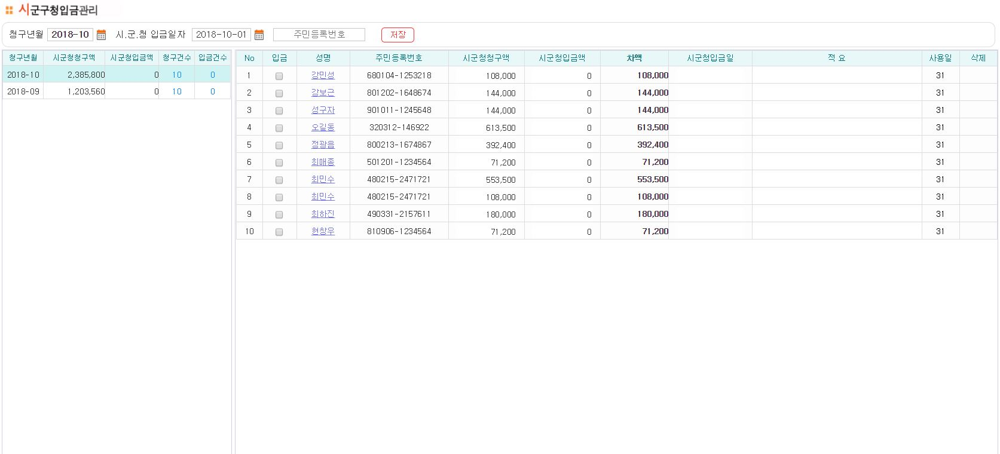 시군구청입금관리
청구년월 2018-10 시.군.청 입금일자 2018-10-01 주민등록번호 저장
청구년월 시군청청구액 시군청입금액 청구건수 입금건수
2018-10 2,385,800 0 10 0
2018-09 1,203,560 0 10 0
No 입금 성명 주민등록번호 시군청청구액 시군청입금액 차액 시군청입금일 적 요 사용일 삭제
1 강민성 680104-1253218 108,000 0 108,000 31
2 강보근 801202-1648674 144,000 0 144,000 31
3 성구자 901011-1245648 144,000 0 144,000 31
4 오길동 320312-146922 613,500 0 613,500 31
5 정광음 800213-1674867 392,400 0 392,400 31
6 최매종 501201-1234564 71,200 0 71,200 31
7 최민수 480215-2471721 553,500 0 553,500 31
8 최민수 480215-2471721 108,000 0 108,000 31
9 최하진 490331-2157611 180,000 0 180,000 31
10 현창우 810906-1234564 71,200 0 71,200 31